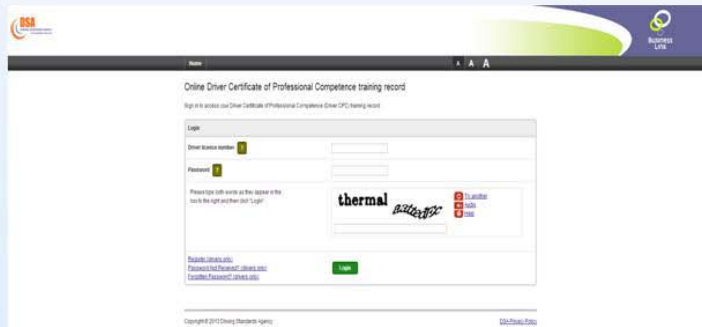 DSA
Business Link
Home
A A A
Online Driver Certificate of Professional Competence training record
Sign in to access your Driver Certificate of Professional Competence (Driver CPC) training record
Login
Driver licence number ?
Password ?
Please type both words as they appear in the
box to the right and then click "Login".
thermal
Try another
Audio
Help
Register (drivers only)
Password Not Received? (drivers only)
Forgotten Password? (drivers only)
Login
Copyright © 2013 Driving Standards Agency
DSA Privacy Policy